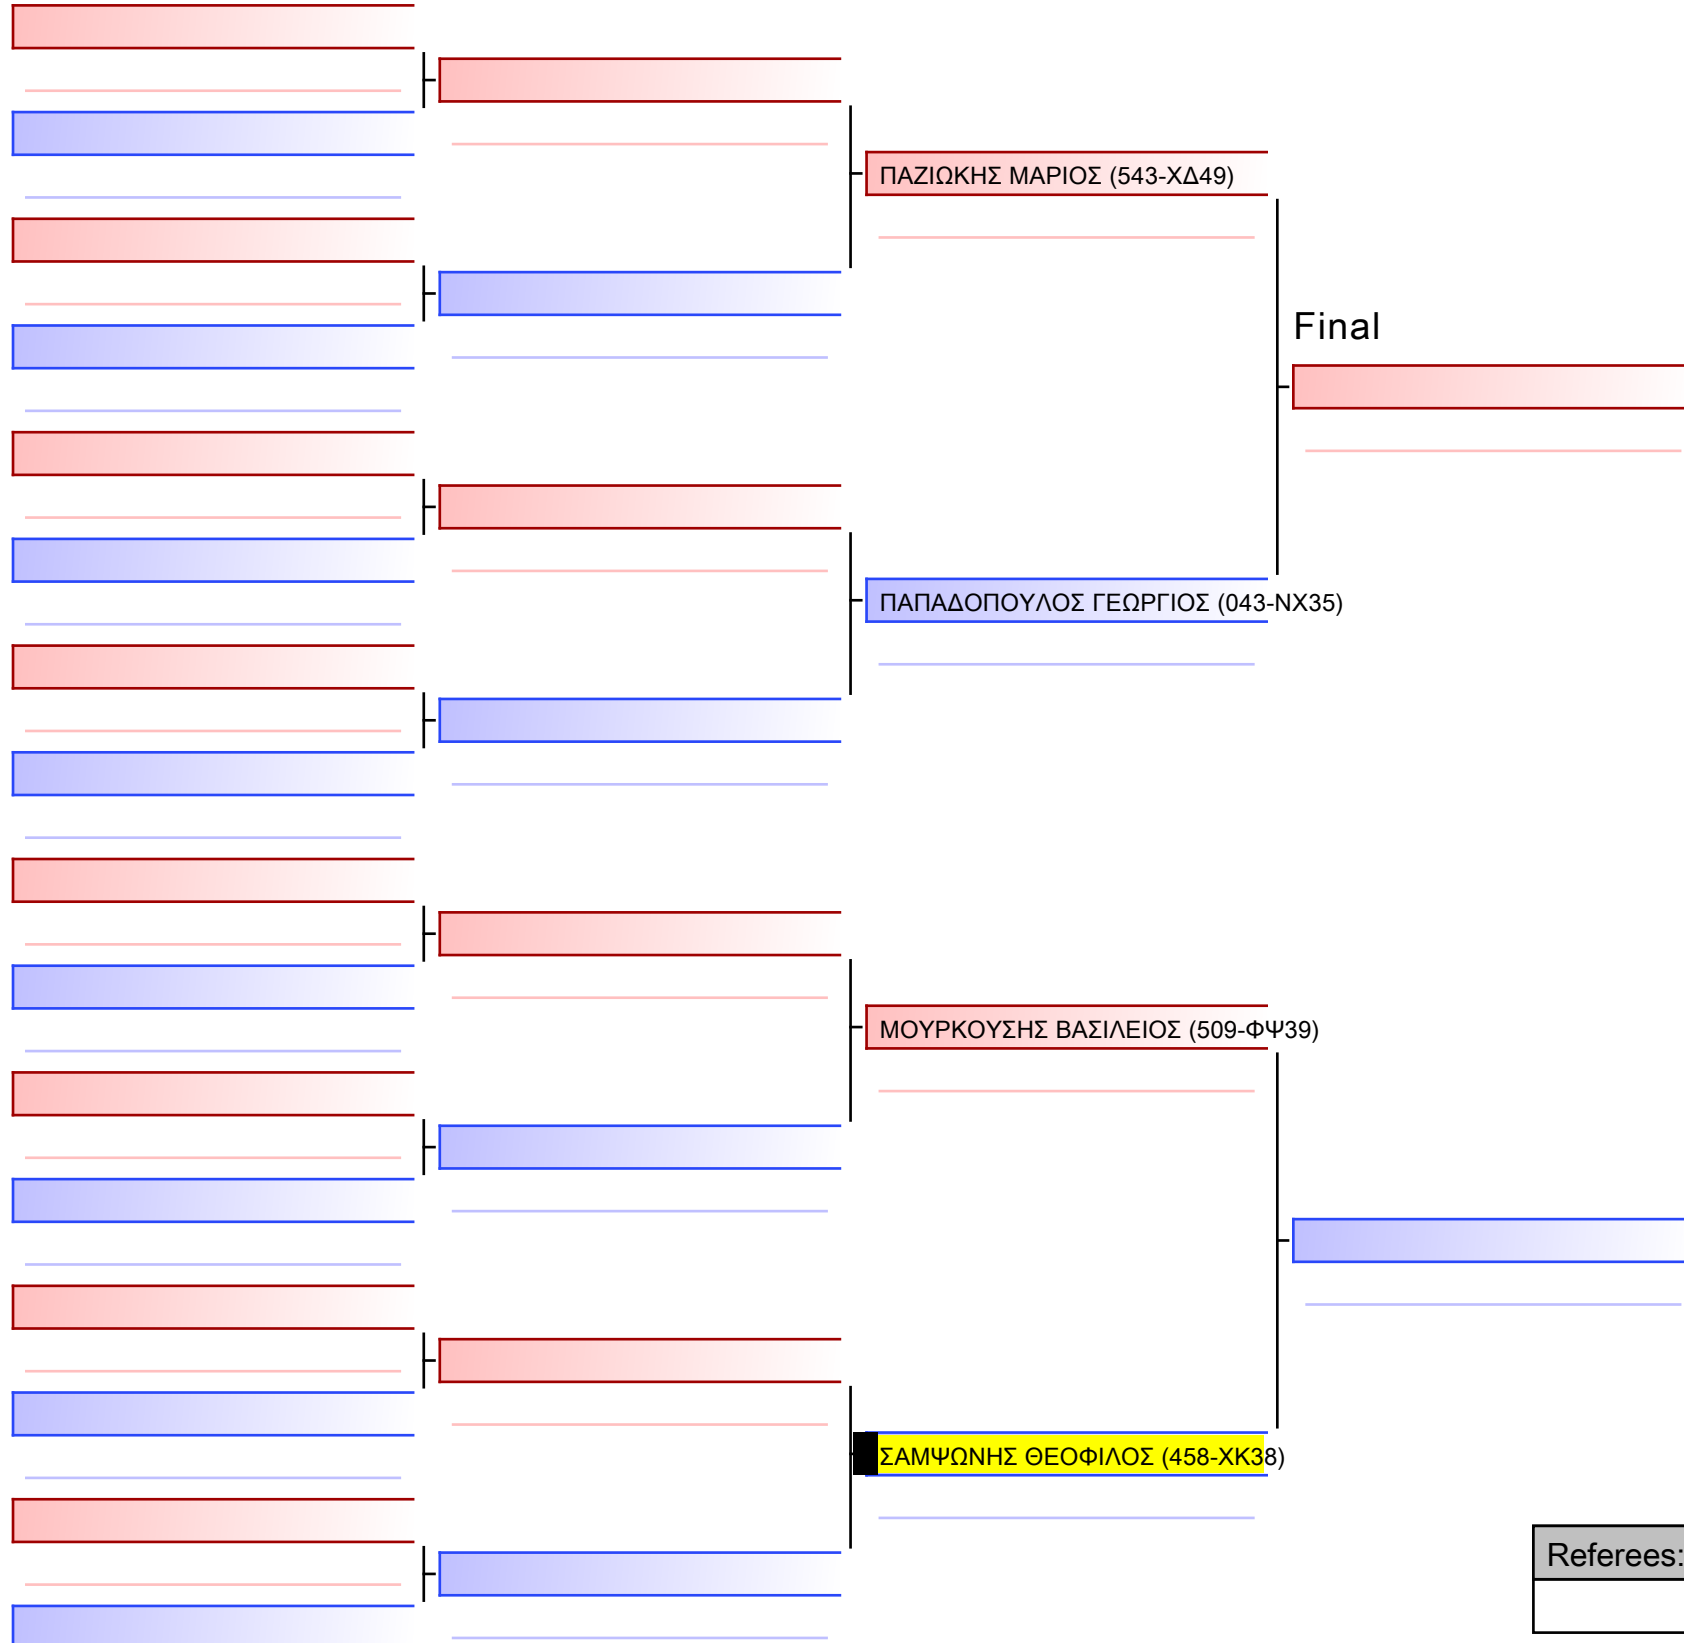 ΠΑΖΙΩΚΗΣ ΜΑΡΙΟΣ (543-ΧΔ49)
Final
ΠΑΠΑΔΟΠΟΥΛΟΣ ΓΕΩΡΓΙΟΣ (043-ΝΧ35)
ΜΟΥΡΚΟΥΣΗΣ ΒΑΣΙΛΕΙΟΣ (509-ΦΨ39)
ΣΑΜΨΩΝΗΣ ΘΕΟΦΙΛΟΣ (458-ΧΚ38)
Referees: